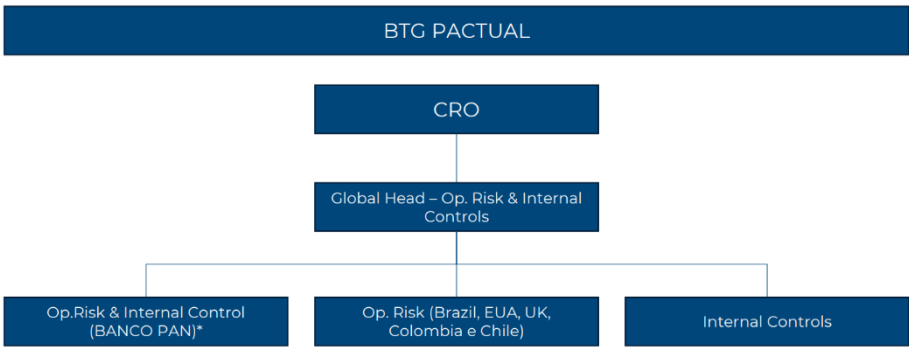 BTG PACTUAL
CRO
Global Head – Op. Risk & Internal
Controls
Op.Risk & Internal Control
(BANCO PAN)*
Op. Risk (Brazil, EUA, UK,
Colombia e Chile)
Internal Controls